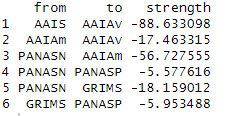 from to strength
1 AAIS AAIAv -88.633098
2 AAIAm AAIAv -17.463315
3 PANASN AAIAm -56.727555
4 PANASN PANASP -5.577616
5 PANASN GRIMS -18.159012
6 GRIMS PANASP -5.953488